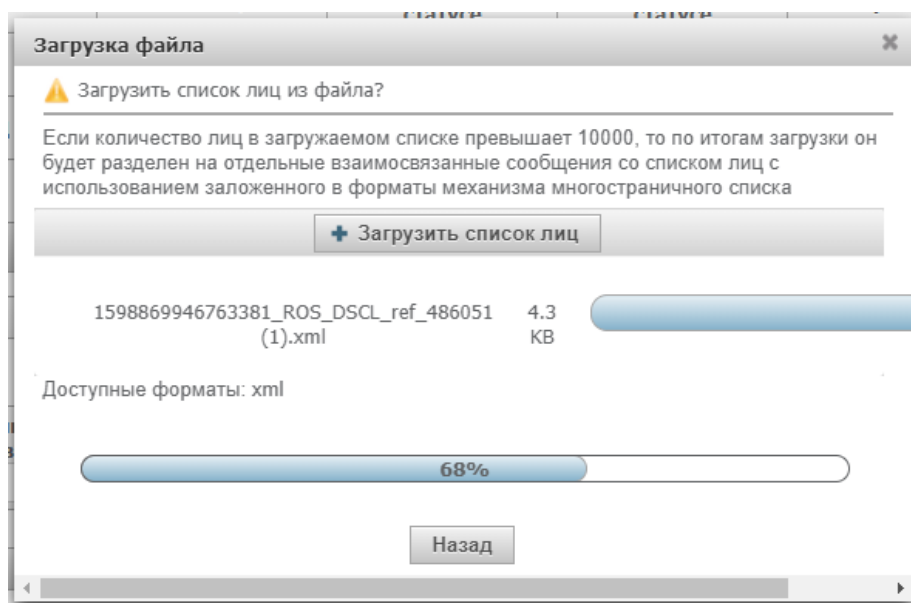 статусе статусе
Загрузка файла
Загрузить список лиц из файла?
Если количество лиц в загружаемом списке превышает 10000, то по итогам загрузки он
будет разделен на отдельные взаимосвязанные сообщения со списком лиц с
использованием заложенного в форматы механизма многостраничного списка
Загрузить список лиц
1598869946763381_ROS_DSCL_ref_486051 4.3
(1).xml KB
Доступные форматы: xml
68%
Назад